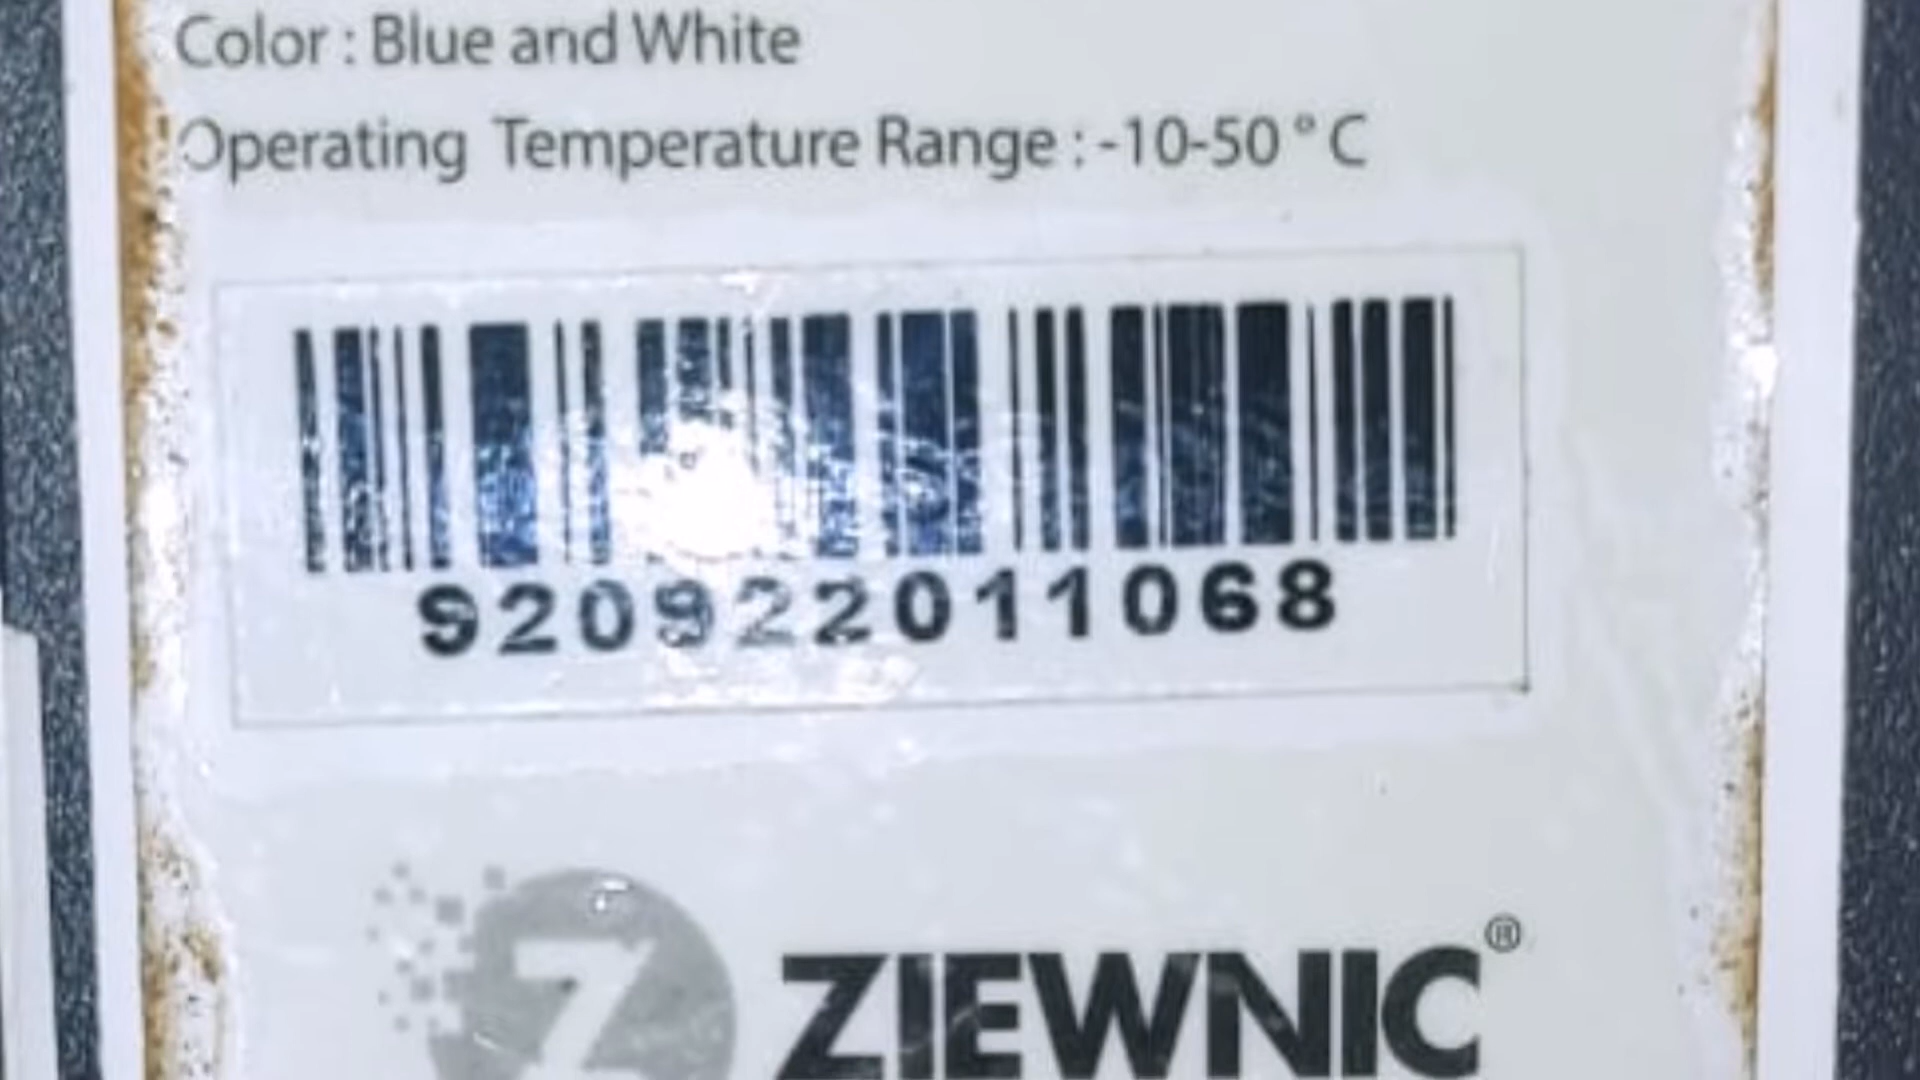 Color : Blue and White
Operating Temperature Range : -10-50 °C
920922011068
Z ZIEWNIC®